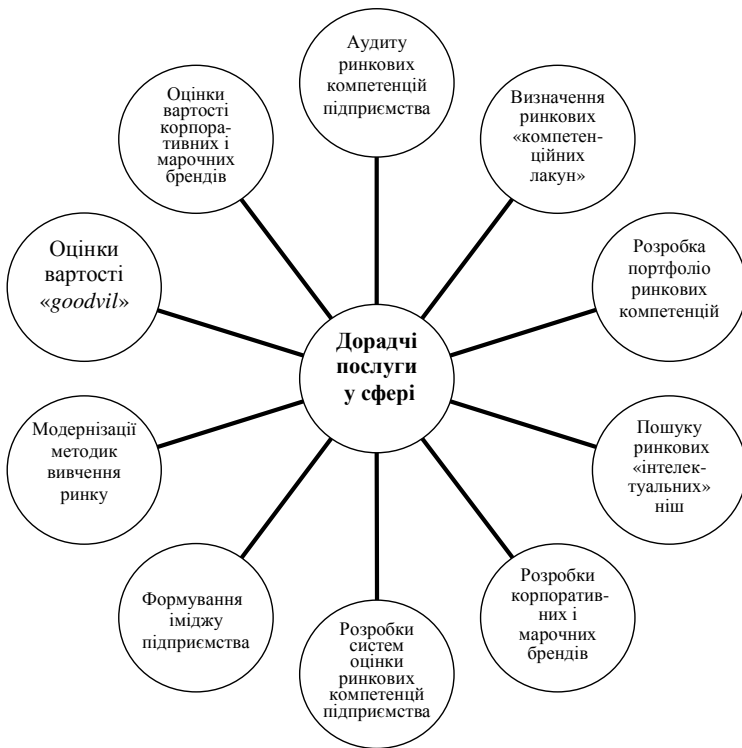 Дорадчі
послуги
у сфері
Аудиту
ринкових
компетенцій
підприємства
Визначення
ринкових
«компетен-
ційних
лакун»
Розробка
портфоліо
ринкових
компетенцій
Пошуку
ринкових
«інтелек-
туальних»
ніш
Розробки
корпоратив-
них і
марочних
брендів
Розробки
систем
оцінки
ринкових
компетенцй
підприємства
Формування
іміджу
підприємства
Модернізації
методик
вивчення
ринку
Оцінки
вартості
«goodvil»
Оцінки
вартості
корпора-
тивних і
марочних
брендів